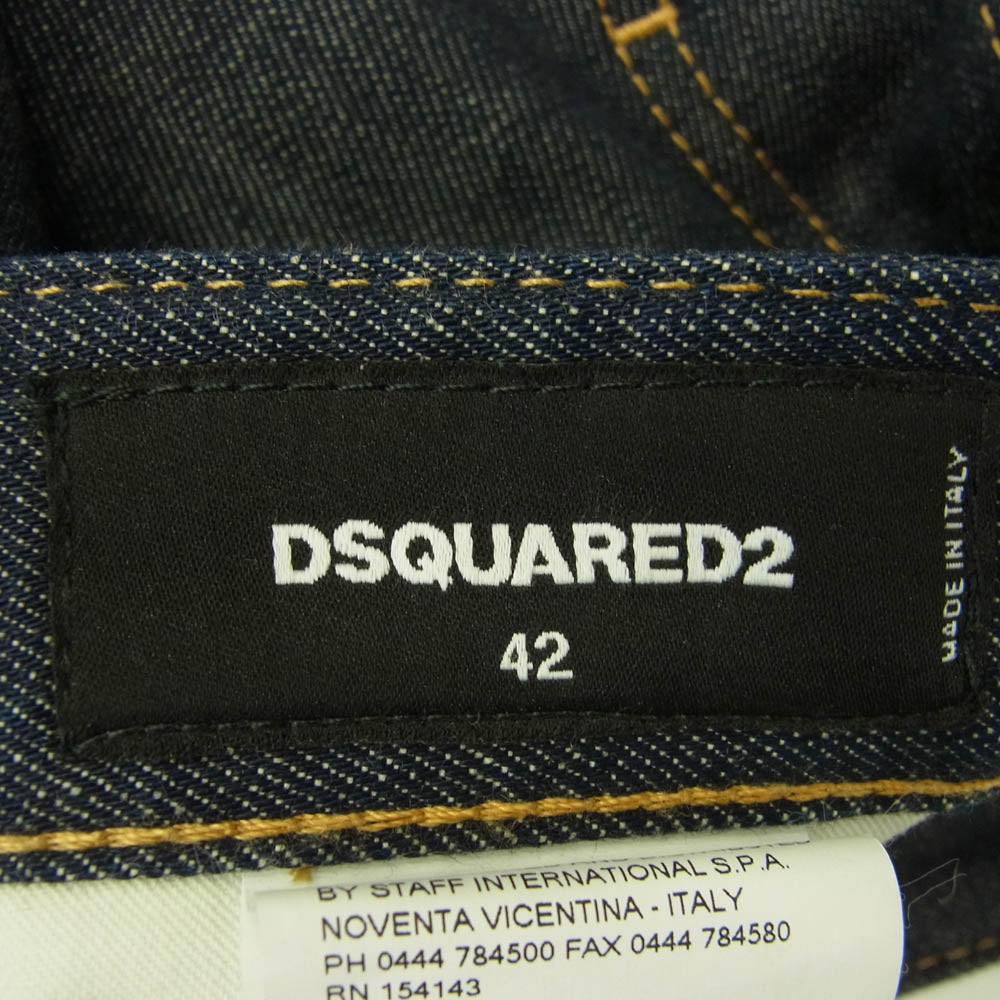 DSQUARED2
42
MADE IN ITALY
BY STAFF INTERNATIONAL S.P.A.
NOVENTA VICENTINA - ITALY
PH 0444 784500 FAX 0444 784580
RN 154143